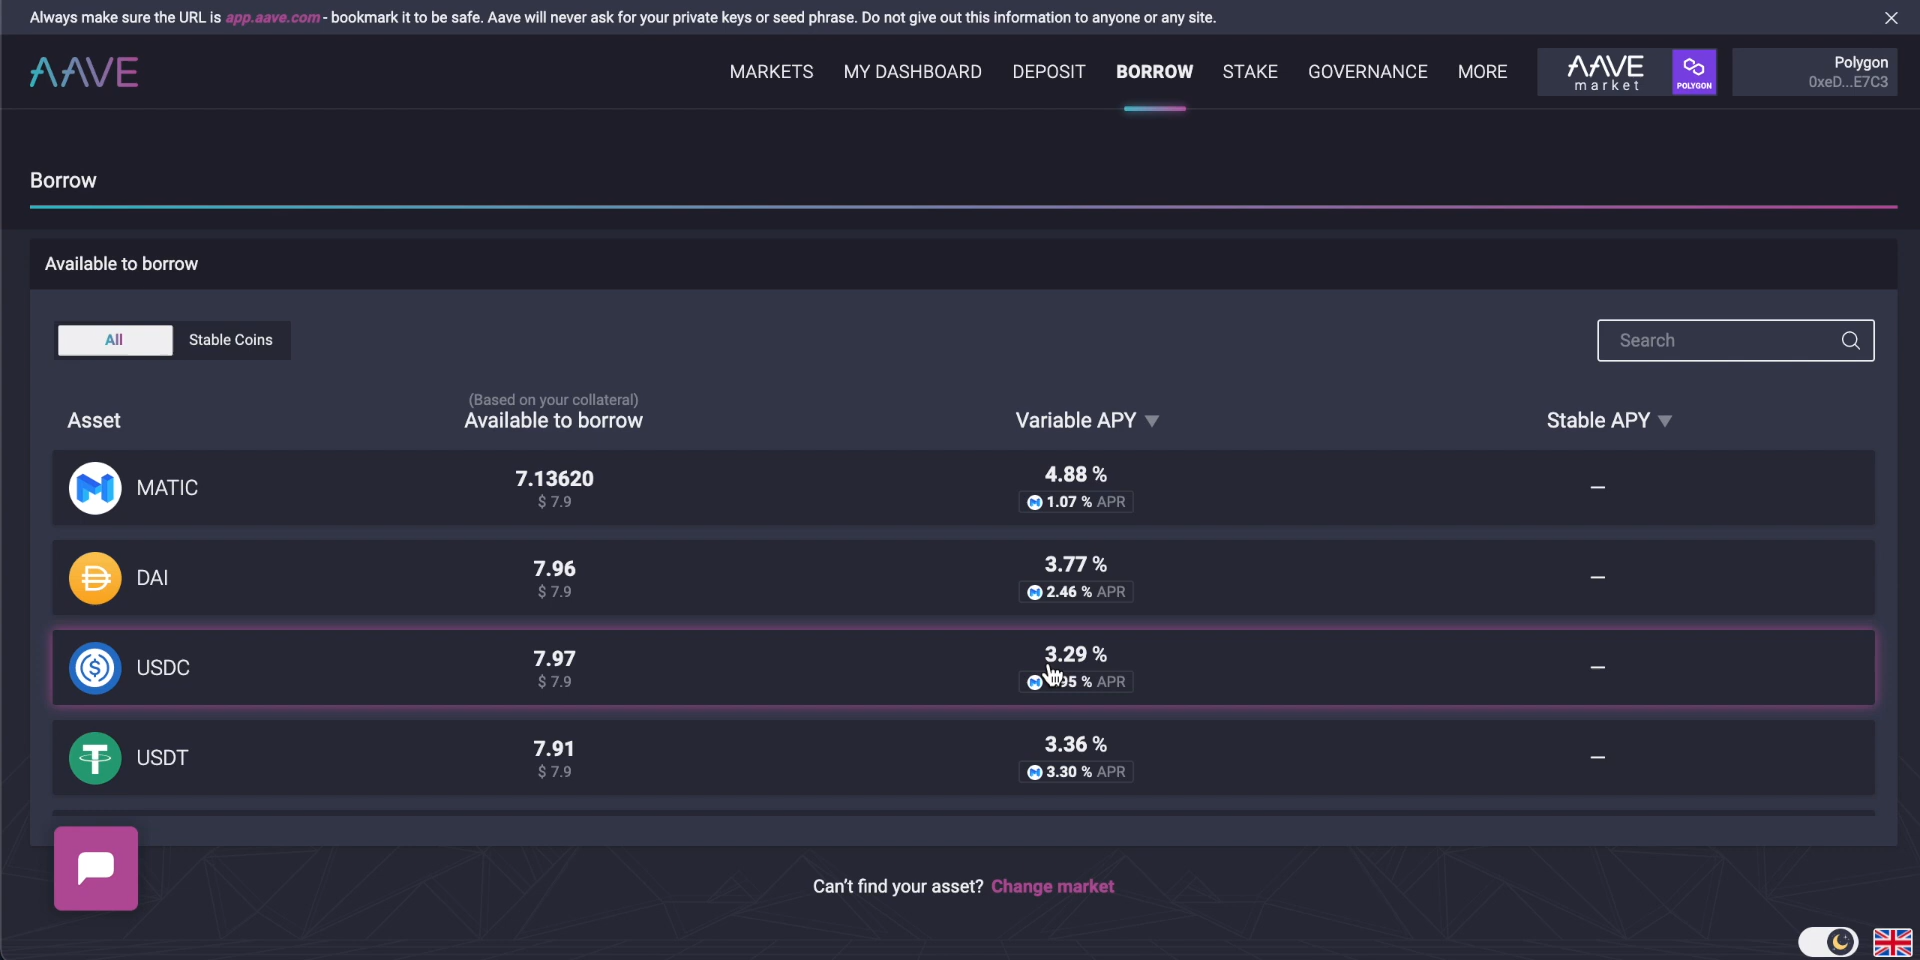 Always make sure the URL is app.aave.com - bookmark it to be safe. Aave will never ask for your private keys or seed phrase. Do not give out this information to anyone or any site.
AAVE
MARKETS MY DASHBOARD DEPOSIT BORROW STAKE GOVERNANCE MORE
AAVE
market
POLYGON
Polygon
0xeD...E7C3
Borrow
Available to borrow
All Stable Coins
Search
Asset
(Based on your collateral)
Available to borrow
Variable APY
Stable APY
MATIC
7.13620
$ 7.9
4.88 %
1.07 % APR
—
DAI
7.96
$ 7.9
3.77 %
2.46 % APR
—
USDC
7.97
$ 7.9
3.29 %
95 % APR
—
USDT
7.91
$ 7.9
3.36 %
3.30 % APR
—
Can't find your asset? Change market